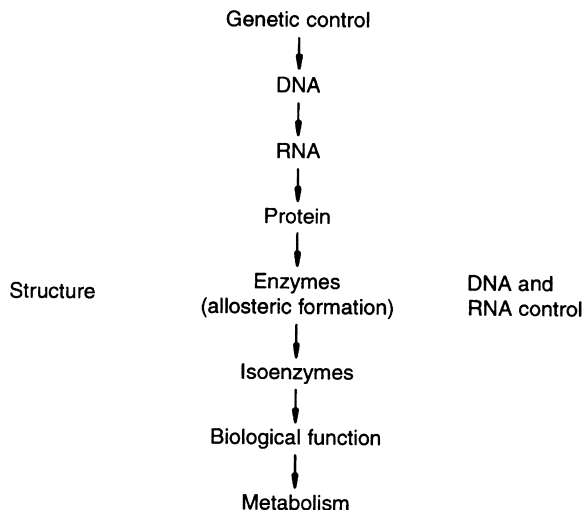 Genetic control
DNA
RNA
Protein
Structure
Enzymes
(allosteric formation)
DNA and
RNA control
Isoenzymes
Biological function
Metabolism